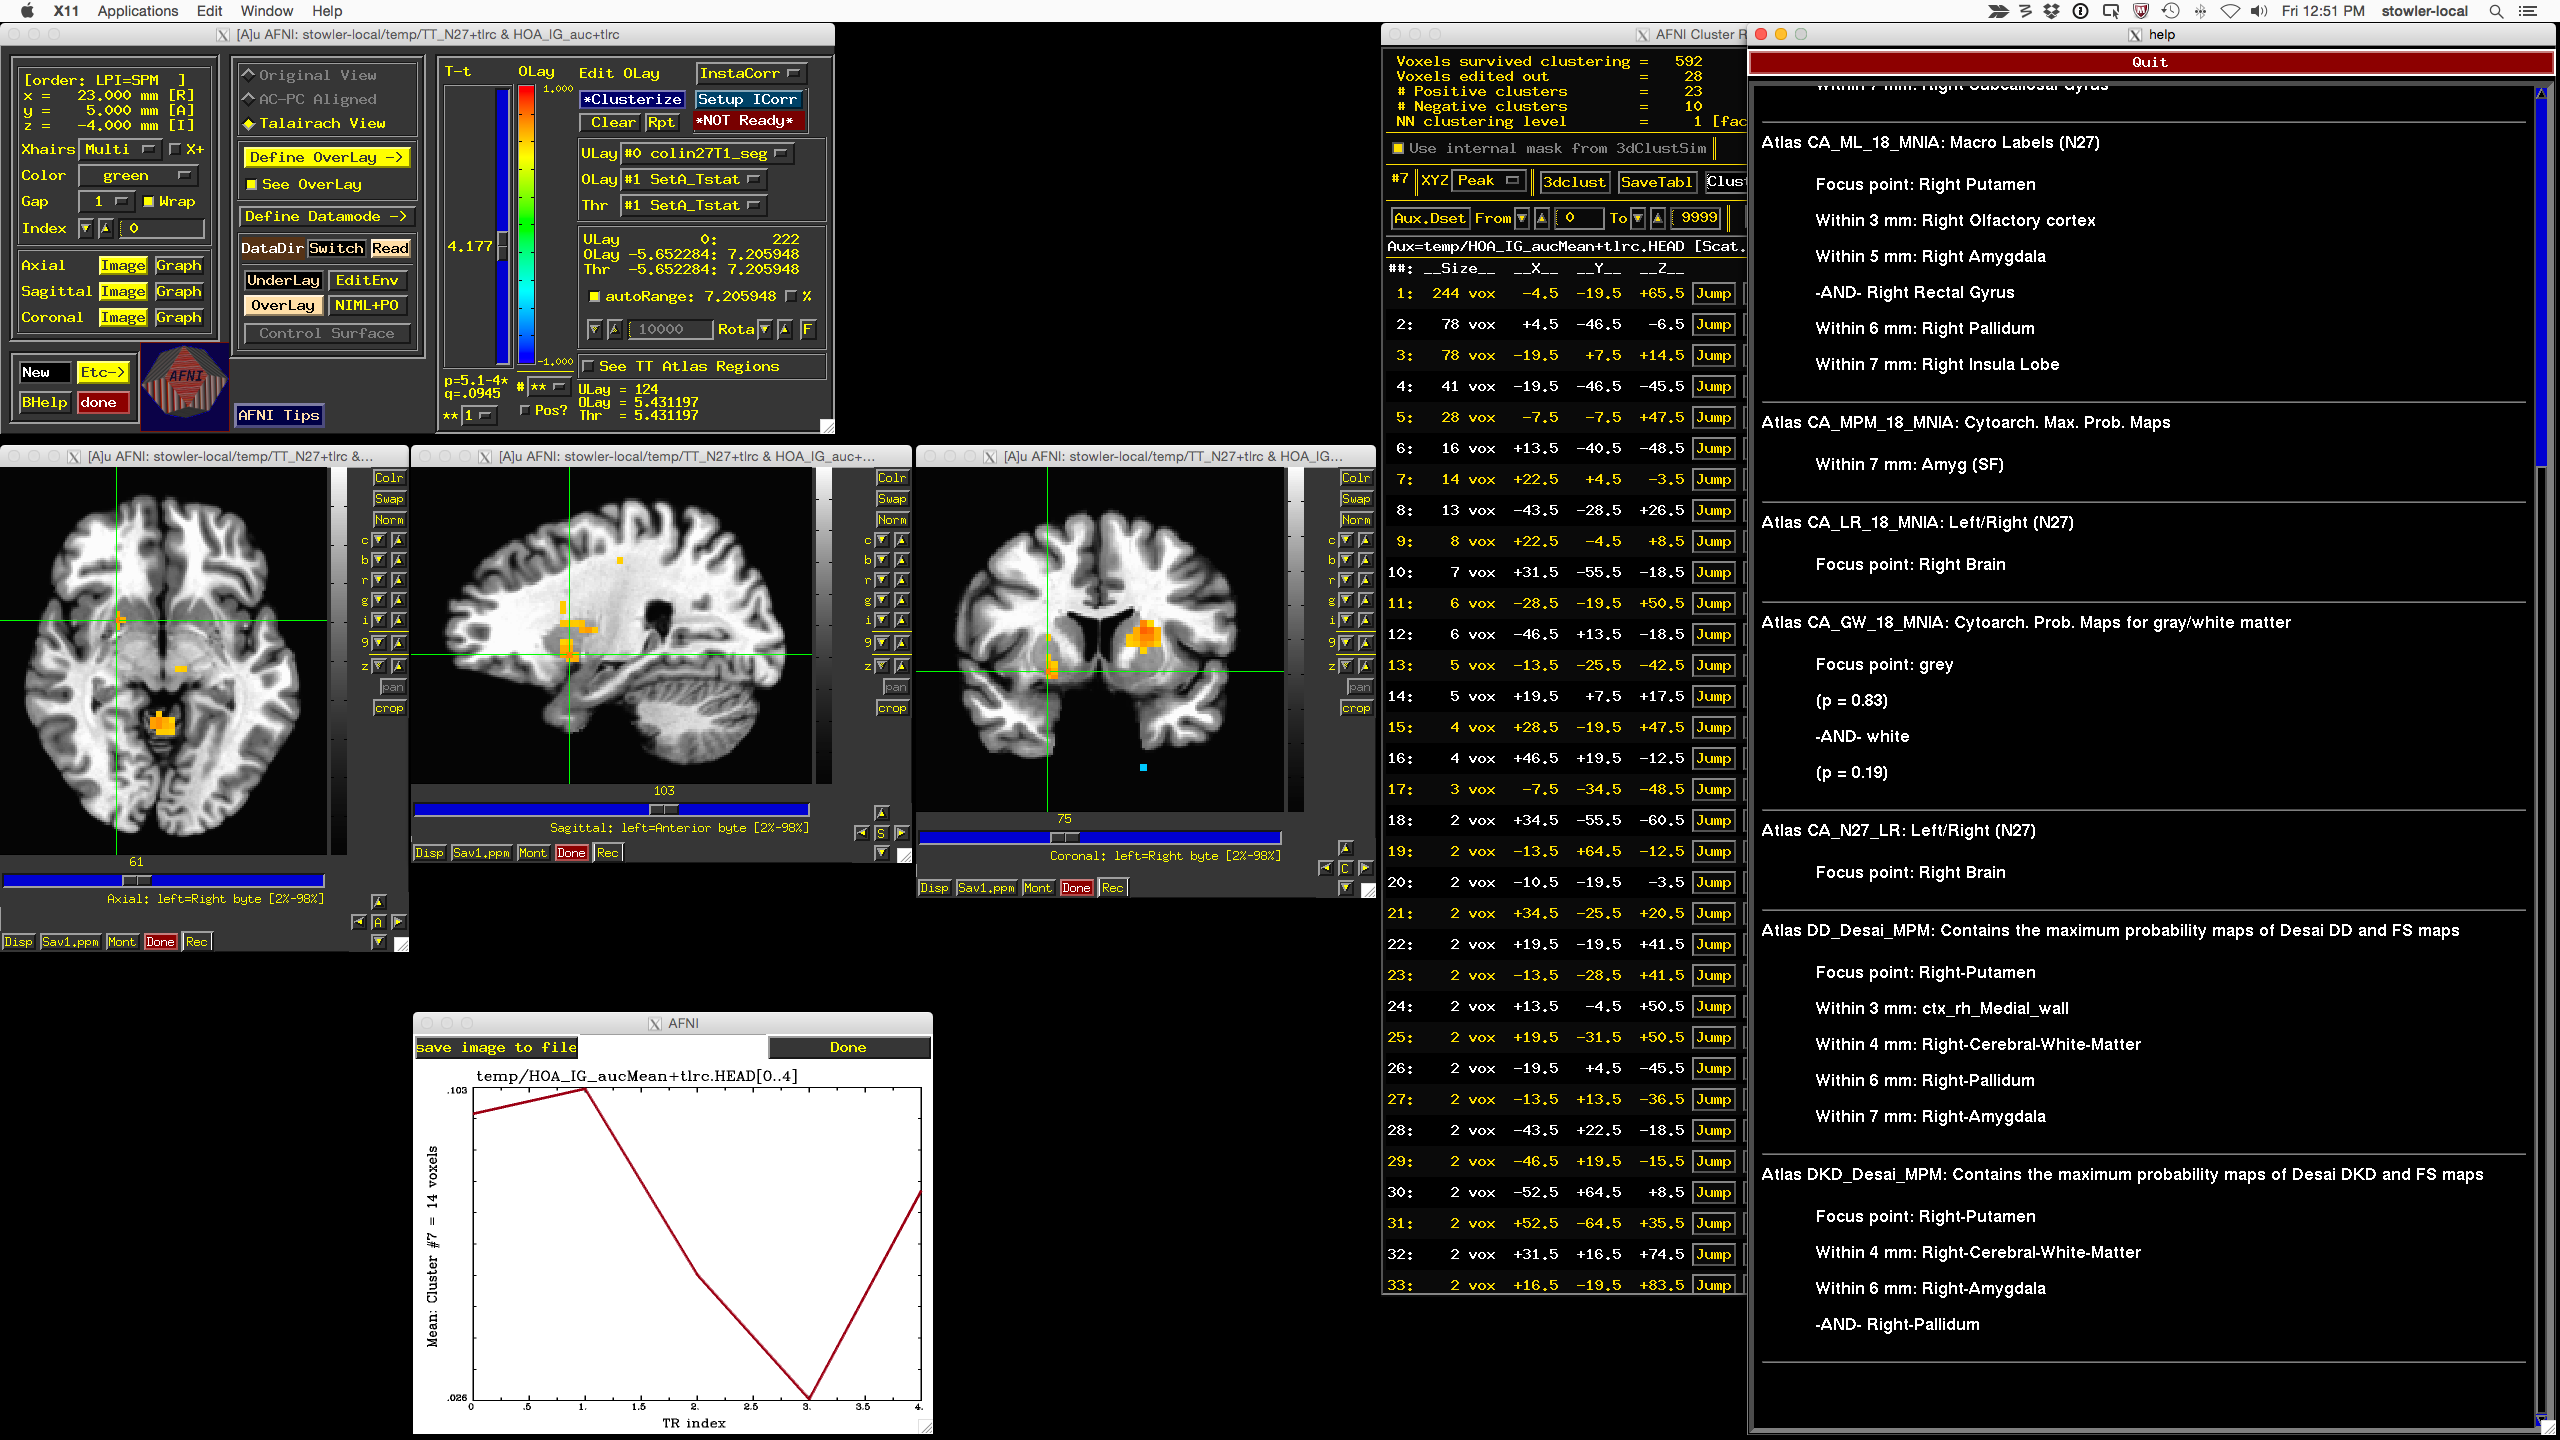 X11 Applications Edit Window Help
Fri 12:51 PM stowler-local
[A]u AFNI: stowler-local/temp/TT_N27+tlrc & HOA_IG_auc+tlrc
[order: LPI=SPM ]
x = 23.000 mm [R]
y = 5.000 mm [A]
z = -4.000 mm [I]
Xhairs Multi X+
Color green
Gap 1 Wrap
Index 0
Axial Image Graph
Sagittal Image Graph
Coronal Image Graph
New Etc->
BHelp done
AFNI
Original View
AC-PC Aligned
Talairach View
Define OverLay ->
See OverLay
Define Datamode ->
DataDir Switch Read
UnderLay EditEnv
OverLay NIML+PO
Control Surface
AFNI Tips
T-t OLay
1.000
4.177
-1.000
p=5.1-4*
q=.0945
** 1
# **
Pos?
Edit OLay InstaCorr
*Clusterize Setup ICorr
Clear Rpt *NOT Ready*
ULay #0 colin27T1_seg
OLay #1 SetA_Tstat
Thr #1 SetA_Tstat
ULay 0: 222
OLay -5.652284: 7.205948
Thr -5.652284: 7.205948
autoRange: 7.205948 %
10000 Rota F
See TT Atlas Regions
ULay = 124
OLay = 5.431197
Thr = 5.431197
[A]u AFNI: stowler-local/temp/TT_N27+tlrc &...
Colr
Swap
Norm
c
b
r
g
i
9
z
pan
crop
61
Axial: left=Right byte [2%-98%]
A
Disp Sav1.ppm Mont Done Rec
[A]u AFNI: stowler-local/temp/TT_N27+tlrc & HOA_IG_auc+...
Colr
Swap
Norm
c
b
r
g
i
9
z
pan
crop
103
Sagittal: left=Anterior byte [2%-98%]
S
Disp Sav1.ppm Mont Done Rec
[A]u AFNI: stowler-local/temp/TT_N27+tlrc & HOA_IG...
Colr
Swap
Norm
c
b
r
g
i
9
z
pan
crop
75
Coronal: left=Right byte [2%-98%]
C
Disp Sav1.ppm Mont Done Rec
AFNI
save image to file Done
temp/HOA_IG_aucMean+tlrc.HEAD[0..4]
.103
Mean: Cluster #7 = 14 voxels
.026
0 .5 1. .5 2. .5 3. .5 4.
TR index
AFNI Cluster R
Voxels survived clustering = 592
Voxels edited out = 28
# Positive clusters = 23
# Negative clusters = 10
NN clustering level = 1 [fac
Use internal mask from 3dClustSim
#7 XYZ Peak 3dclust SaveTabl Clust
Aux.Dset From 0 To 9999
Aux=temp/HOA_IG_aucMean+tlrc.HEAD [Scat.
##: __Size__ __X__ __Y__ __Z__
1: 244 vox -4.5 -19.5 +65.5 Jump
2: 78 vox +4.5 -46.5 -6.5 Jump
3: 78 vox -19.5 +7.5 +14.5 Jump
4: 41 vox -19.5 -46.5 -45.5 Jump
5: 28 vox -7.5 -7.5 +47.5 Jump
6: 16 vox +13.5 -40.5 -48.5 Jump
7: 14 vox +22.5 +4.5 -3.5 Jump
8: 13 vox -43.5 -28.5 +26.5 Jump
9: 8 vox +22.5 -4.5 +8.5 Jump
10: 7 vox +31.5 -55.5 -18.5 Jump
11: 6 vox -28.5 -19.5 +50.5 Jump
12: 6 vox -46.5 +13.5 -18.5 Jump
13: 5 vox -13.5 -25.5 -42.5 Jump
14: 5 vox +19.5 +7.5 +17.5 Jump
15: 4 vox +28.5 -19.5 +47.5 Jump
16: 4 vox +46.5 +19.5 -12.5 Jump
17: 3 vox -7.5 -34.5 -48.5 Jump
18: 2 vox +34.5 -55.5 -60.5 Jump
19: 2 vox -13.5 +64.5 -12.5 Jump
20: 2 vox -10.5 -19.5 -3.5 Jump
21: 2 vox +34.5 -25.5 +20.5 Jump
22: 2 vox +19.5 -19.5 +41.5 Jump
23: 2 vox -13.5 -28.5 +41.5 Jump
24: 2 vox +13.5 -4.5 +50.5 Jump
25: 2 vox +19.5 -31.5 +50.5 Jump
26: 2 vox -19.5 +4.5 -45.5 Jump
27: 2 vox -13.5 +13.5 -36.5 Jump
28: 2 vox -43.5 +22.5 -18.5 Jump
29: 2 vox -46.5 +19.5 -15.5 Jump
30: 2 vox -52.5 +64.5 +8.5 Jump
31: 2 vox +52.5 -64.5 +35.5 Jump
32: 2 vox +31.5 +16.5 +74.5 Jump
33: 2 vox +16.5 -19.5 +83.5 Jump
help
Quit
Within 7 mm: Right Subcallosal Gyrus
Atlas CA_ML_18_MNIA: Macro Labels (N27)
Focus point: Right Putamen
Within 3 mm: Right Olfactory cortex
Within 5 mm: Right Amygdala
-AND- Right Rectal Gyrus
Within 6 mm: Right Pallidum
Within 7 mm: Right Insula Lobe
Atlas CA_MPM_18_MNIA: Cytoarch. Max. Prob. Maps
Within 7 mm: Amyg (SF)
Atlas CA_LR_18_MNIA: Left/Right (N27)
Focus point: Right Brain
Atlas CA_GW_18_MNIA: Cytoarch. Prob. Maps for gray/white matter
Focus point: grey
(p = 0.83)
-AND- white
(p = 0.19)
Atlas CA_N27_LR: Left/Right (N27)
Focus point: Right Brain
Atlas DD_Desai_MPM: Contains the maximum probability maps of Desai DD and FS maps
Focus point: Right-Putamen
Within 3 mm: ctx_rh_Medial_wall
Within 4 mm: Right-Cerebral-White-Matter
Within 6 mm: Right-Pallidum
Within 7 mm: Right-Amygdala
Atlas DKD_Desai_MPM: Contains the maximum probability maps of Desai DKD and FS maps
Focus point: Right-Putamen
Within 4 mm: Right-Cerebral-White-Matter
Within 6 mm: Right-Amygdala
-AND- Right-Pallidum